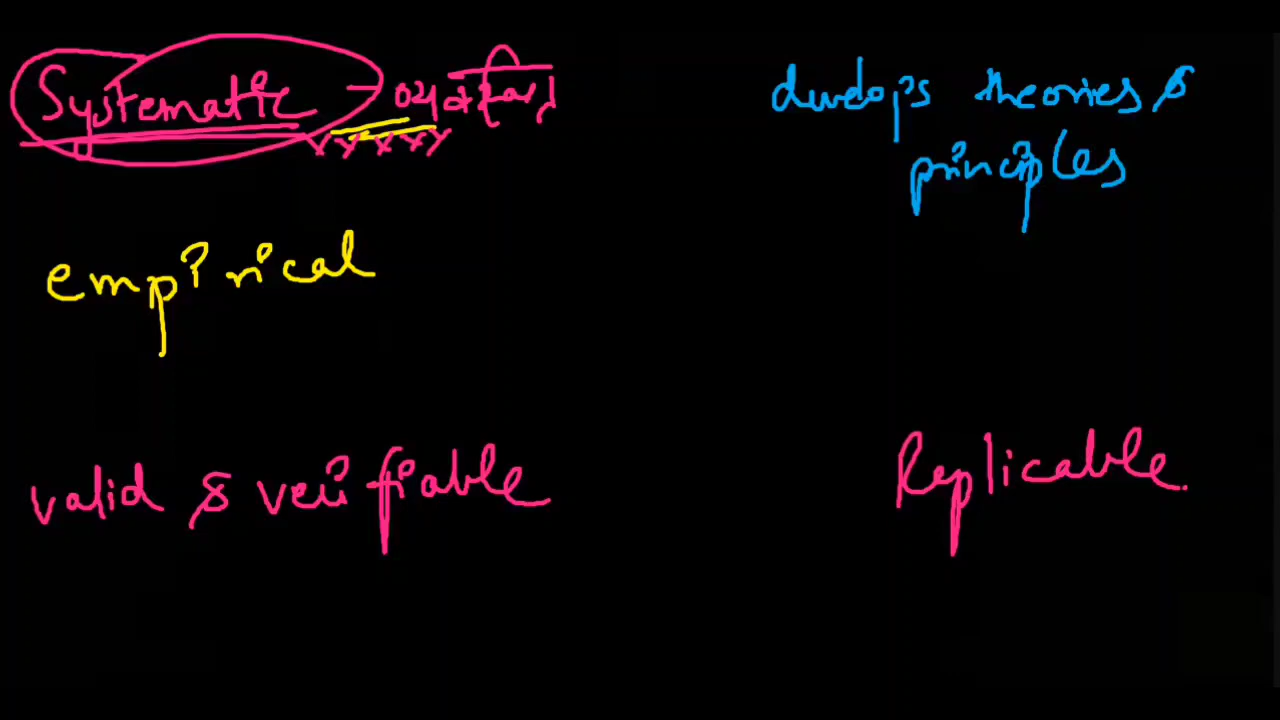 Systematic -
develops theories &
principles
empirical
valid & verifiable
Replicable.